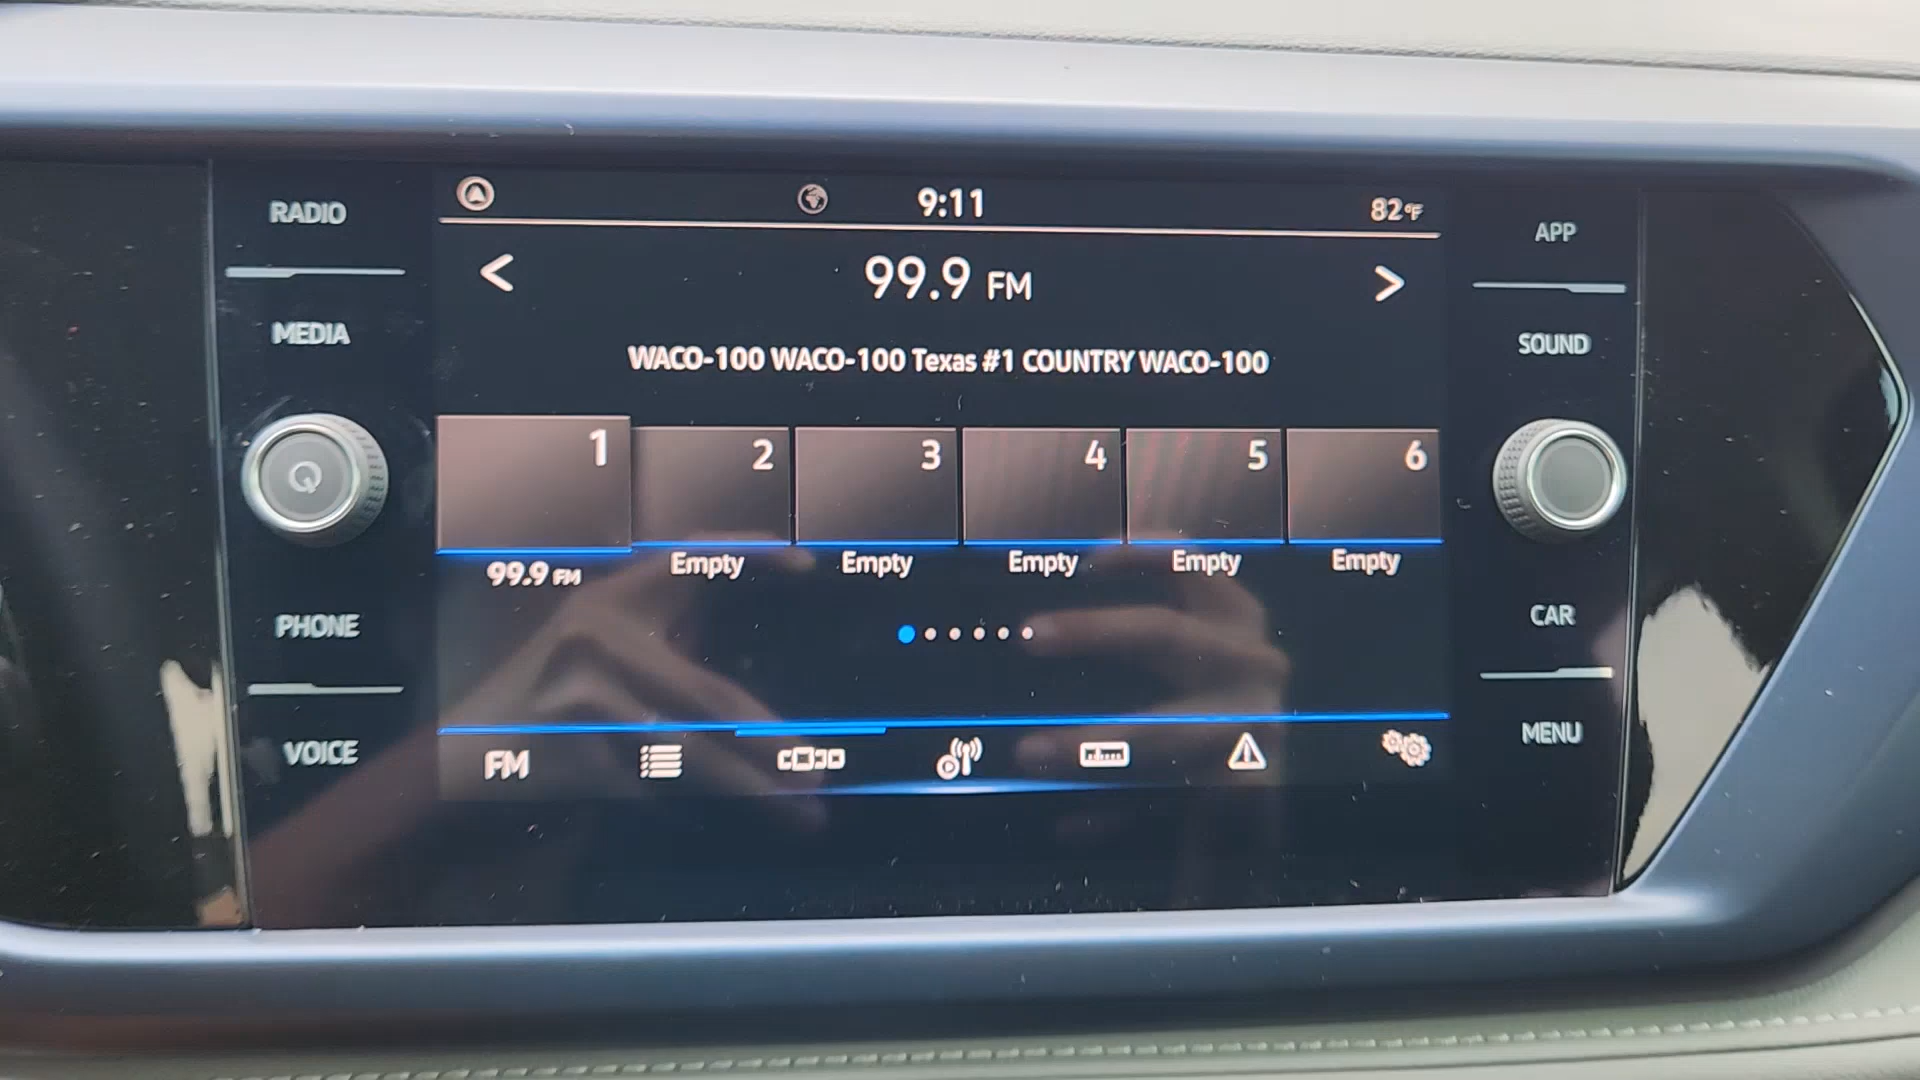 RADIO
MEDIA
PHONE
VOICE
9:11
82°F
< 99.9 FM >
WACO-100 WACO-100 Texas #1 COUNTRY WACO-100
1 2 3 4 5 6
99.9 FM Empty Empty Empty Empty Empty
FM
APP
SOUND
CAR
MENU